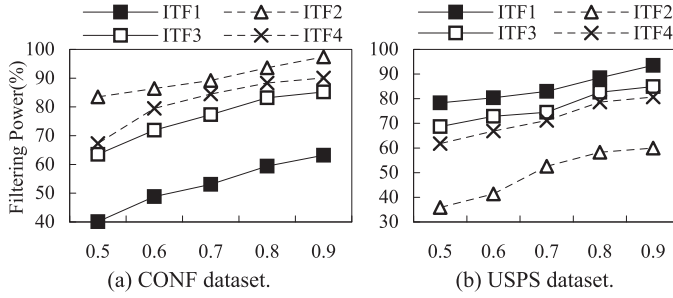 ITF1 ITF2
ITF3 ITF4
Filtering Power(%)
100
90
80
70
60
50
40
0.5 0.6 0.7 0.8 0.9
(a) CONF dataset.
ITF1 ITF2
ITF3 ITF4
100
90
80
70
60
50
40
30
0.5 0.6 0.7 0.8 0.9
(b) USPS dataset.